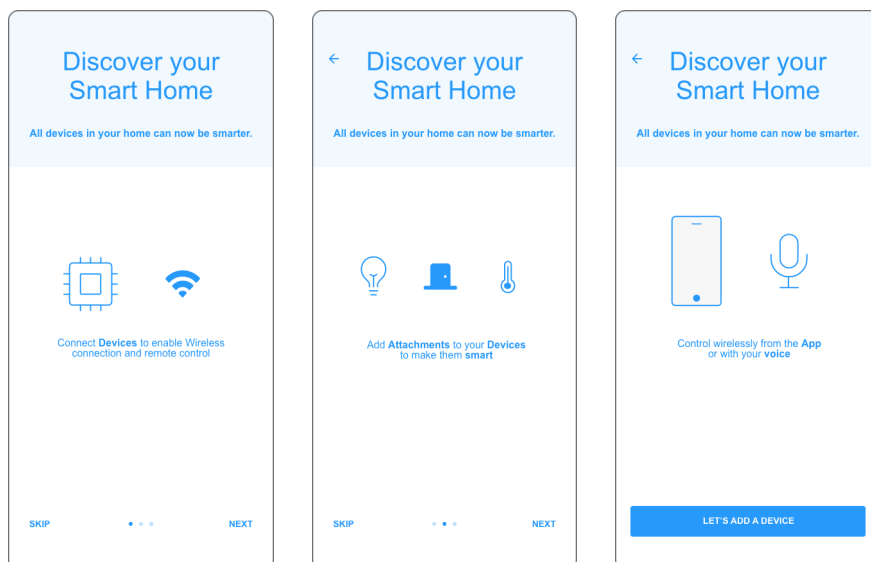 Discover your
Smart Home
All devices in your home can now be smarter.
Connect Devices to enable Wireless
connection and remote control
SKIP
NEXT
Discover your
Smart Home
All devices in your home can now be smarter.
Add Attachments to your Devices
to make them smart
SKIP
NEXT
Discover your
Smart Home
All devices in your home can now be smarter.
Control wirelessly from the App
or with your voice
LET'S ADD A DEVICE